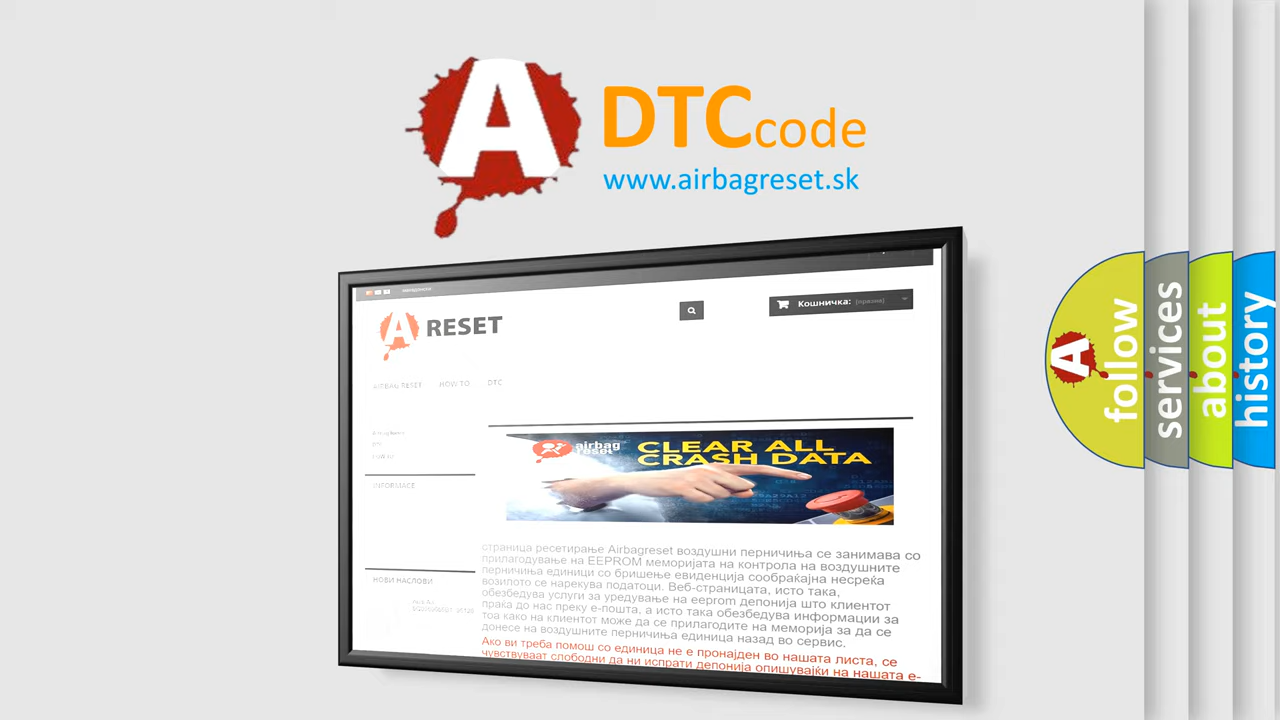 A
DTC code
www.airbagreset.sk
A RESET
Кошничка: (празна)
AIRBAG RESET HOW TO DTC
airbag
reset
CLEAR ALL
CRASH DATA
INFORMACE
НОВИ НАСЛОВИ
страница ресетирање Airbagreset воздушни перничиња се занимава со
прилагодување на EEPROM меморијата на контрола на воздушните
перничиња единици со бришење евиденција сообраќајна несреќа
возилото се нарекува податоци. Веб-страницата, исто така,
обезбедува услуги за уредување на eeprom депонија што клиентот
праќа до нас преку е-пошта, а исто така обезбедува информации за
тоа како на клиентот може да се прилагодите на меморија за да се
донесе на воздушните перничиња единица назад во сервис.
Ако ви треба помош со единица не е пронајден во нашата листа, се
чувствуваат слободни да ни испрати депонија опишувајќи на нашата е-
A
follow
services
about
history